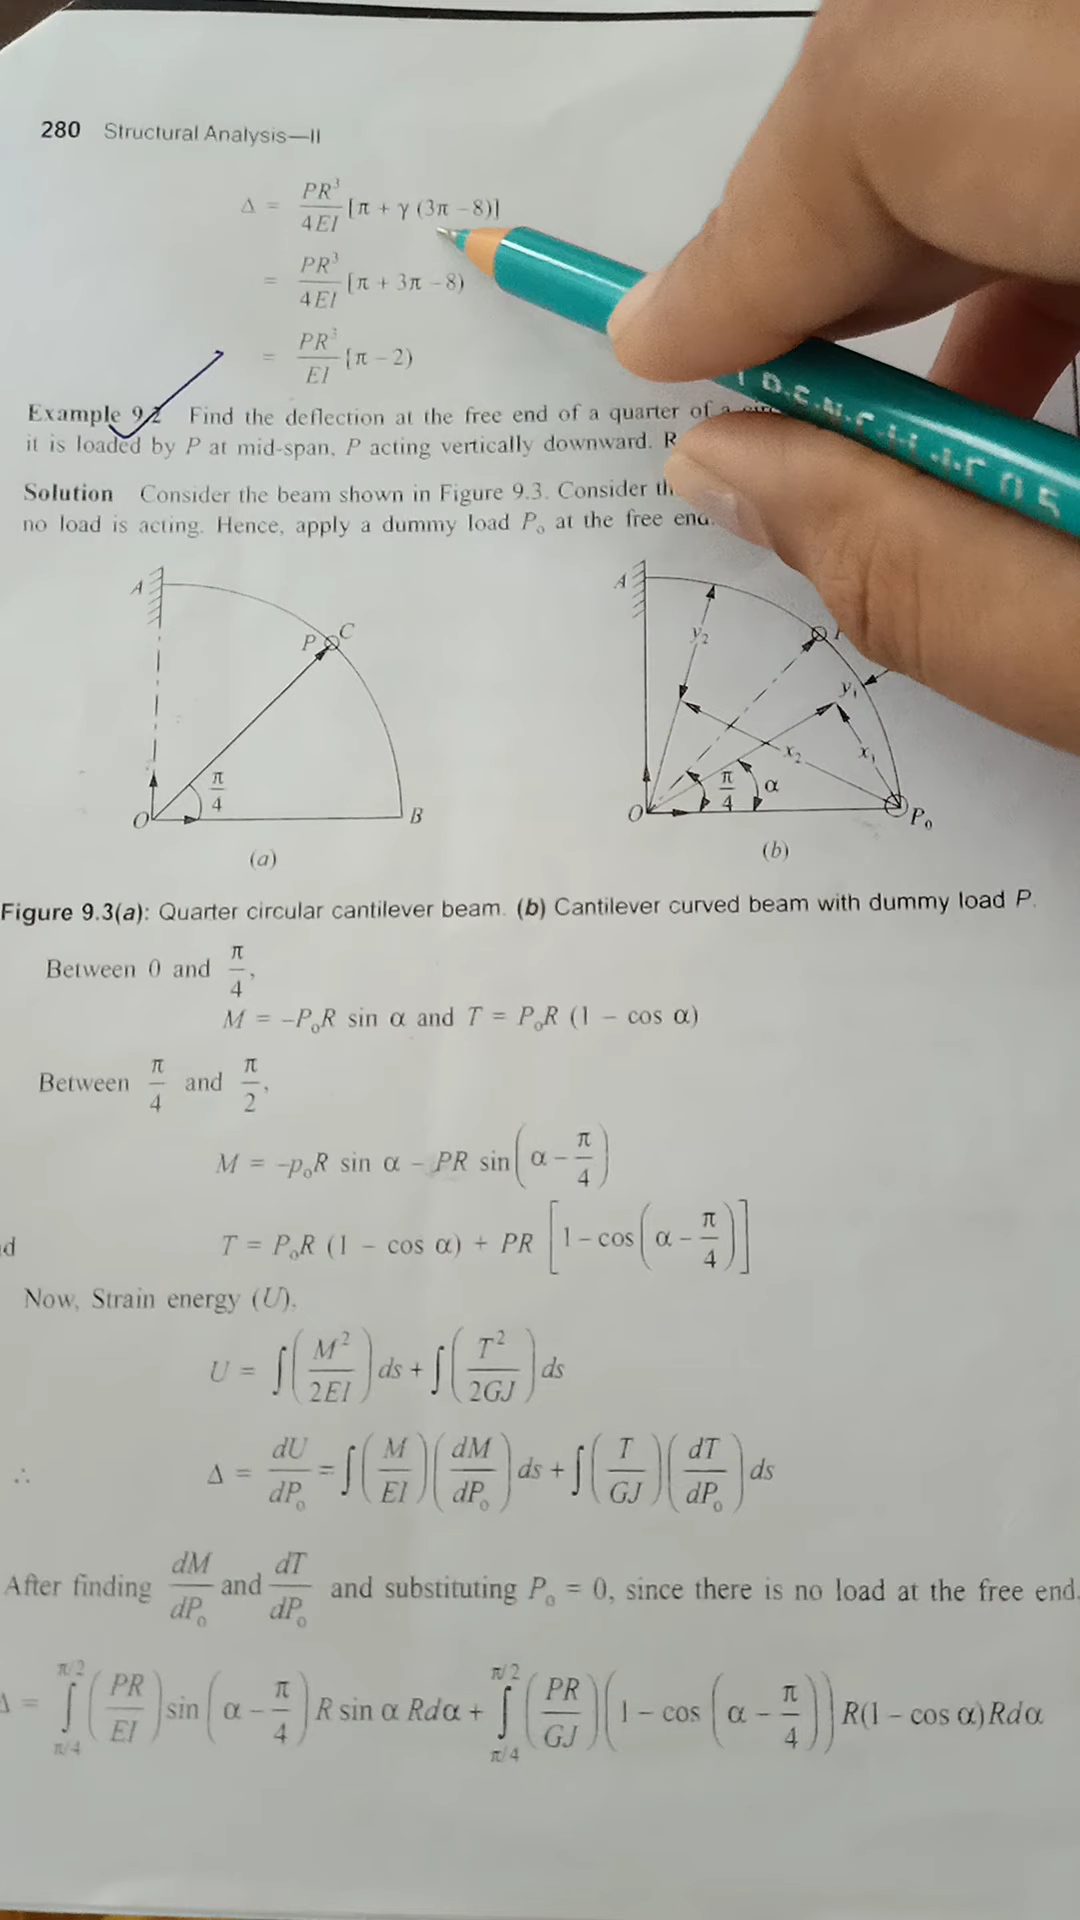 280 Structural Analysis—II
Δ = PR³/4EI [π + γ (3π − 8)]
= PR³/4EI [π + 3π − 8)
= PR³/EI [π − 2)
Example 9.2 Find the deflection at the free end of a quarter of a
it is loaded by P at mid-span, P acting vertically downward. R
Solution Consider the beam shown in Figure 9.3. Consider
no load is acting. Hence, apply a dummy load P₀ at the free end.
A
P C
π/4
O
B
(a)
A
y₂
y₁
x₂
x₁
π/4
α
O
P₀
(b)
Figure 9.3(a): Quarter circular cantilever beam. (b) Cantilever curved beam with dummy load P.
Between 0 and π/4,
M = −P₀R sin α and T = P₀R (1 − cos α)
Between π/4 and π/2,
M = −p₀R sin α − PR sin(α − π/4)
T = P₀R (1 − cos α) + PR [1 − cos(α − π/4)]
Now, Strain energy (U).
U = ∫(M²/2EI) ds + ∫(T²/2GJ) ds
∴ Δ = dU/dP₀ = ∫(M/EI)(dM/dP₀) ds + ∫(T/GJ)(dT/dP₀) ds
After finding dM/dP₀ and dT/dP₀ and substituting P₀ = 0, since there is no load at the free end.
Δ = ∫π/4^π/2 (PR/EI) sin(α − π/4) R sin α Rdα + ∫π/4^π/2 (PR/GJ)(1 − cos(α − π/4)) R(1 − cos α) Rdα